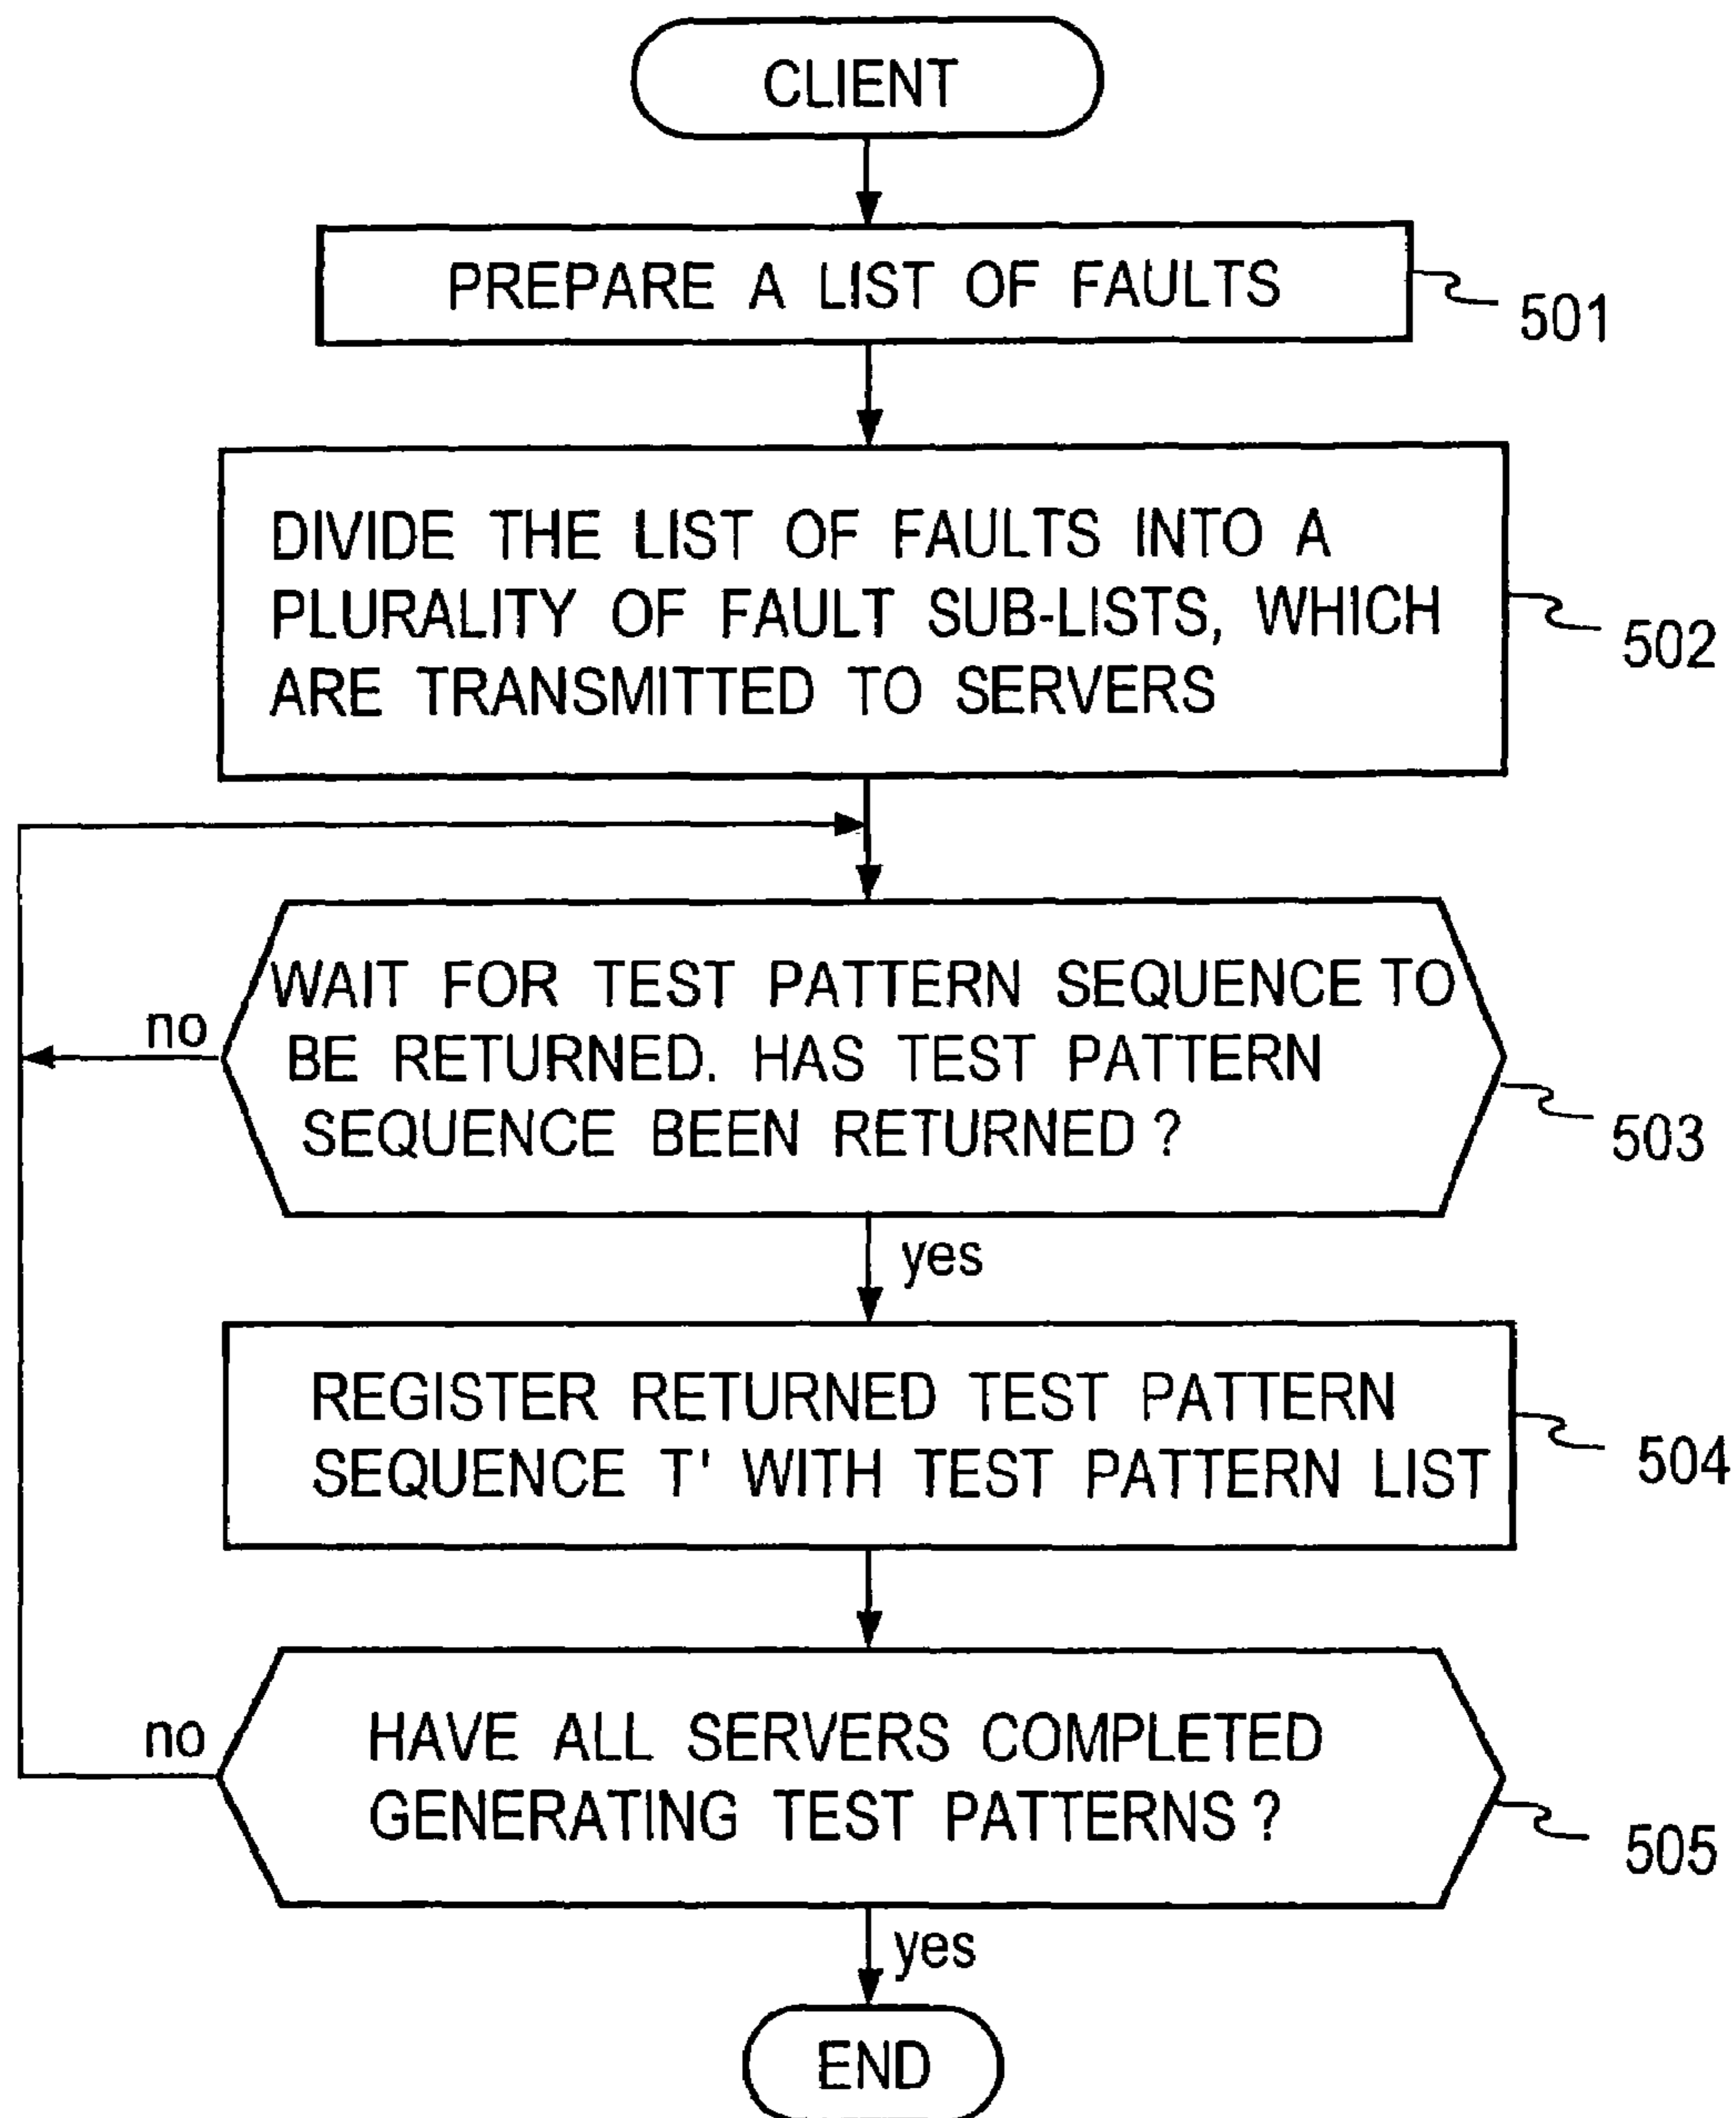 CLIENT
PREPARE A LIST OF FAULTS
501
DIVIDE THE LIST OF FAULTS INTO A
PLURALITY OF FAULT SUB-LISTS, WHICH
ARE TRANSMITTED TO SERVERS
502
WAIT FOR TEST PATTERN SEQUENCE TO
BE RETURNED. HAS TEST PATTERN
SEQUENCE BEEN RETURNED ?
no
503
yes
REGISTER RETURNED TEST PATTERN
SEQUENCE T' WITH TEST PATTERN LIST
504
HAVE ALL SERVERS COMPLETED
GENERATING TEST PATTERNS ?
no
505
yes
END